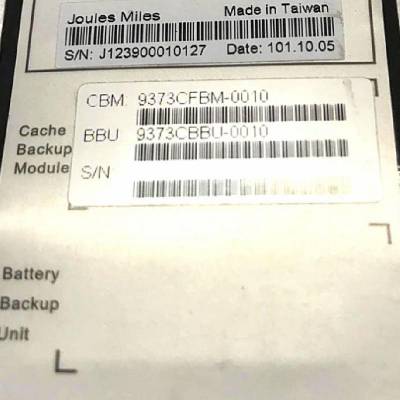 Joules Miles Made in Taiwan
S/N: J123900010127 Date: 101.10.05
CBM: 9373CFBM-0010
Cache
BBU: 9373CBBU-0010
Backup
Module
S/N
Battery
Backup
Unit